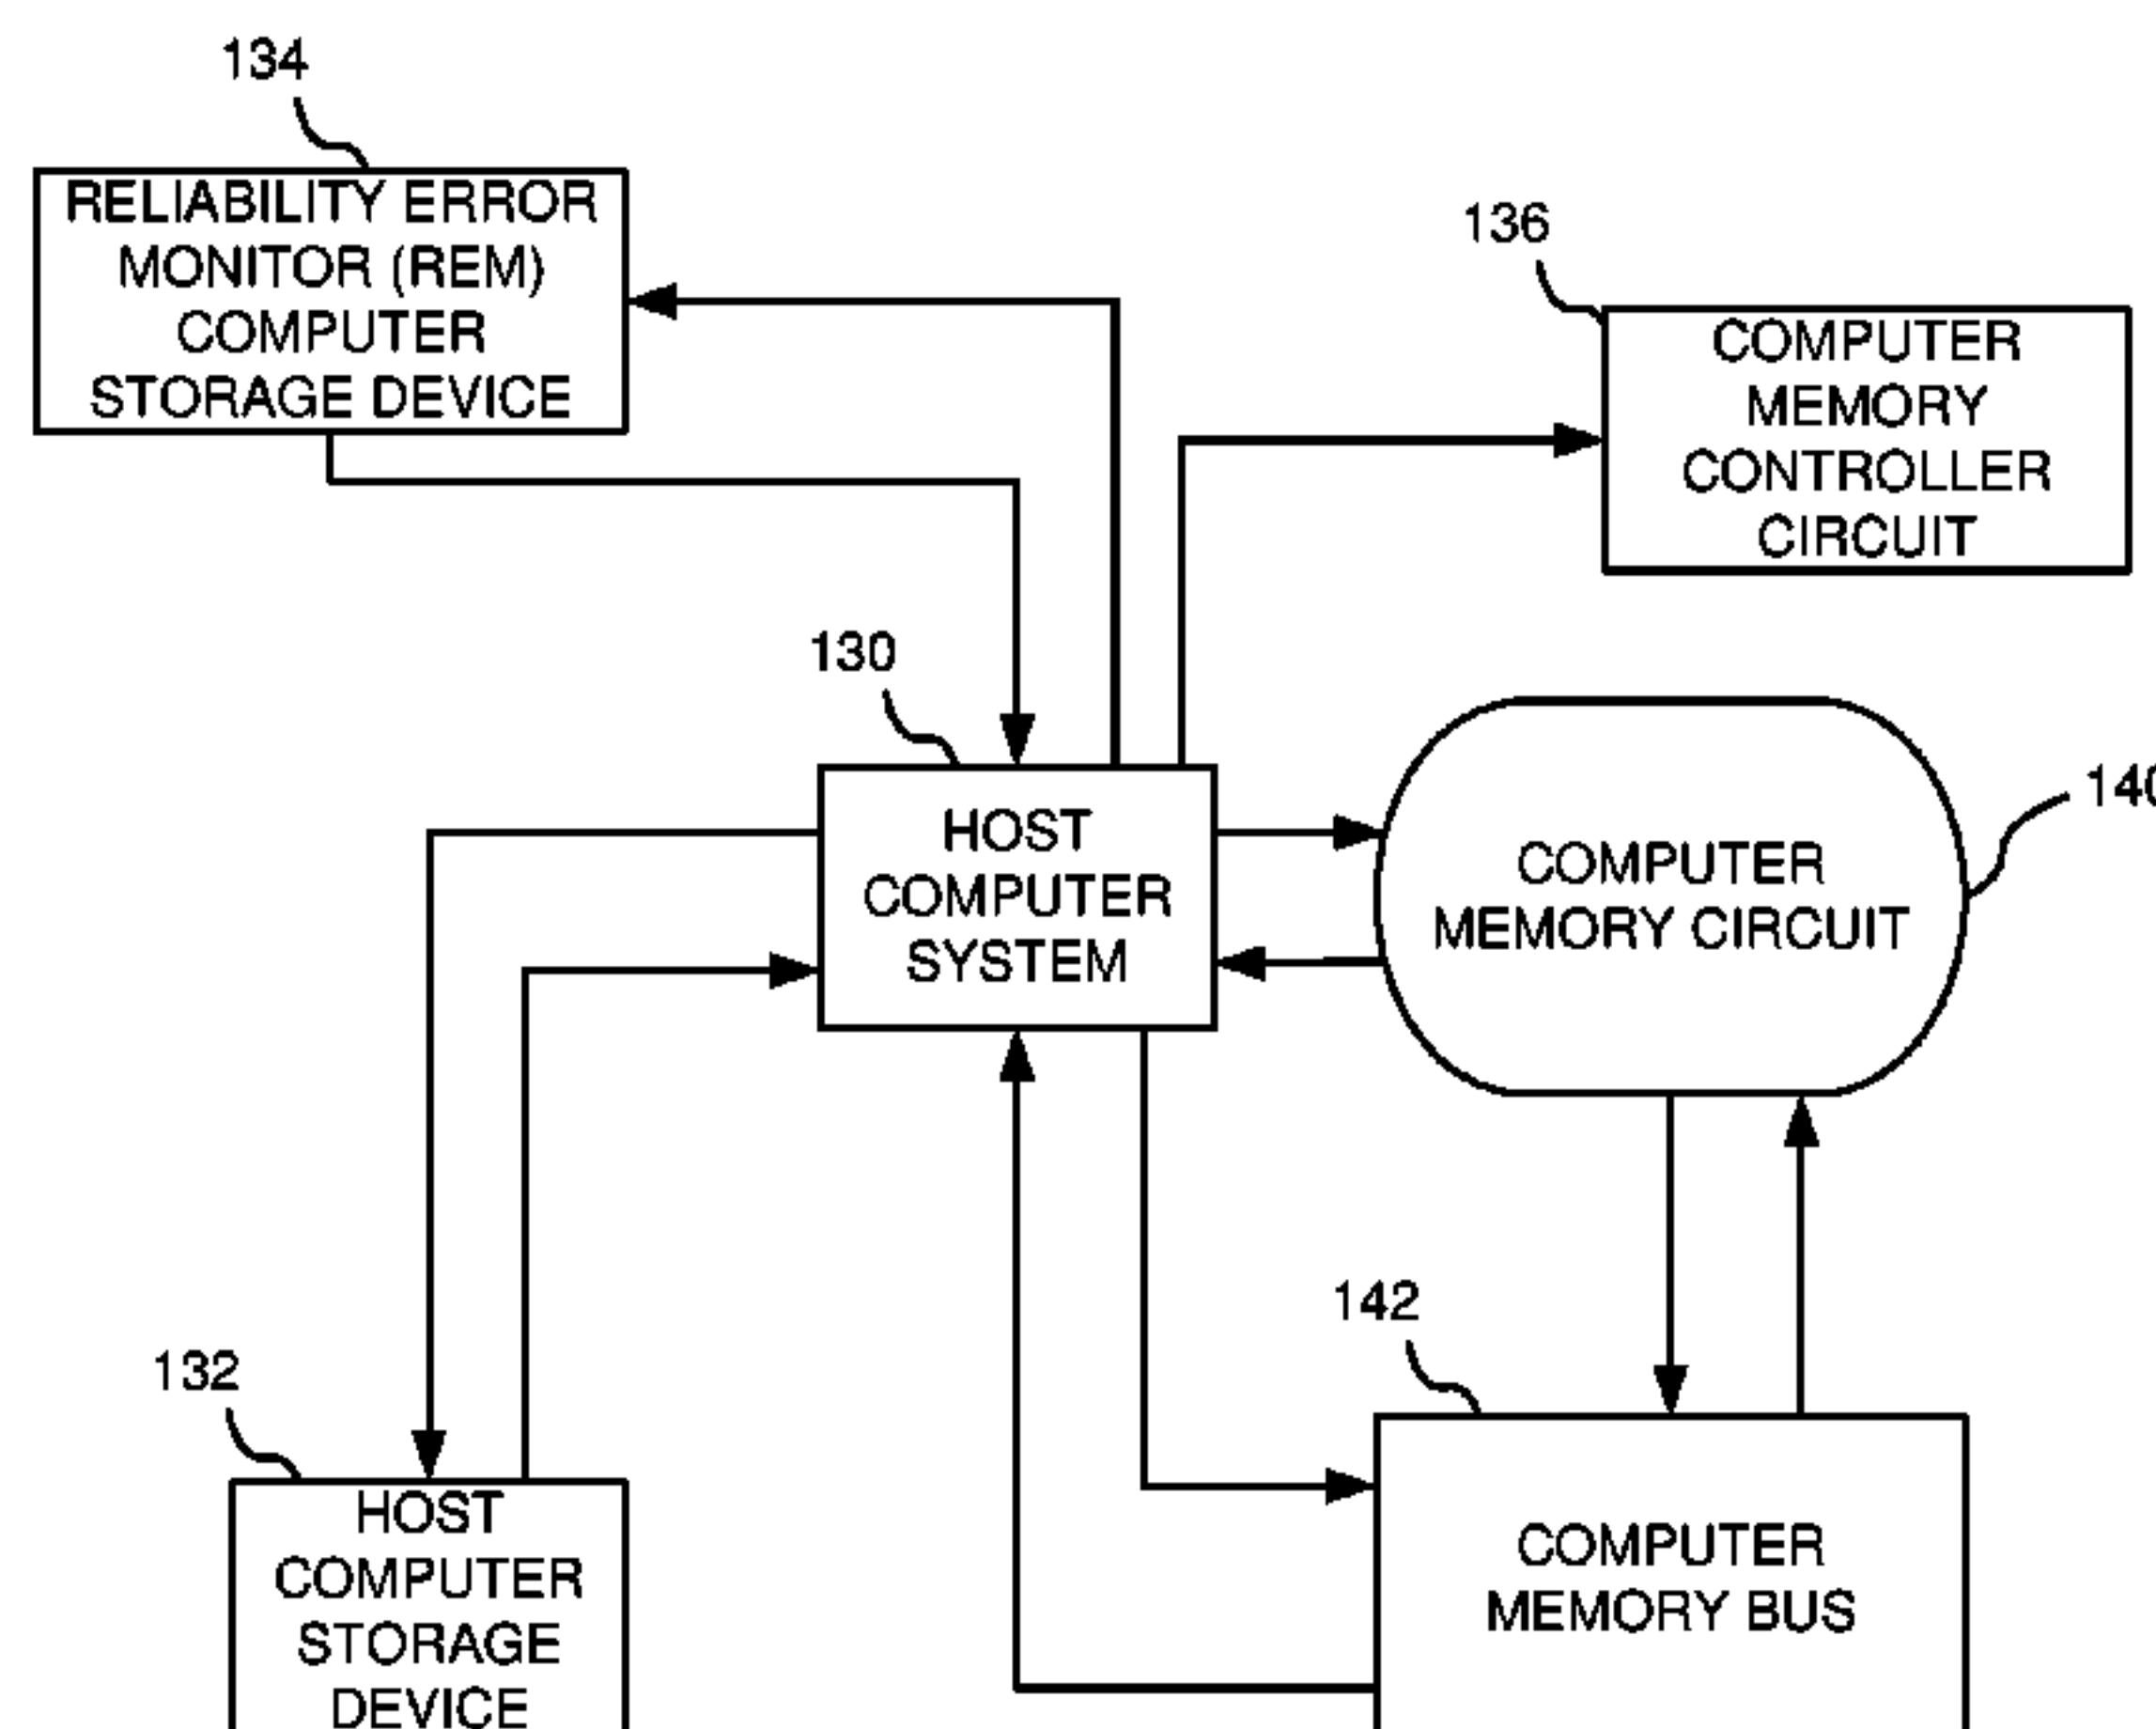 134
RELIABILITY ERROR
MONITOR (REM)
COMPUTER
STORAGE DEVICE
136
COMPUTER
MEMORY
CONTROLLER
CIRCUIT
130
HOST
COMPUTER
SYSTEM
140
COMPUTER
MEMORY CIRCUIT
142
COMPUTER
MEMORY BUS
132
HOST
COMPUTER
STORAGE
DEVICE